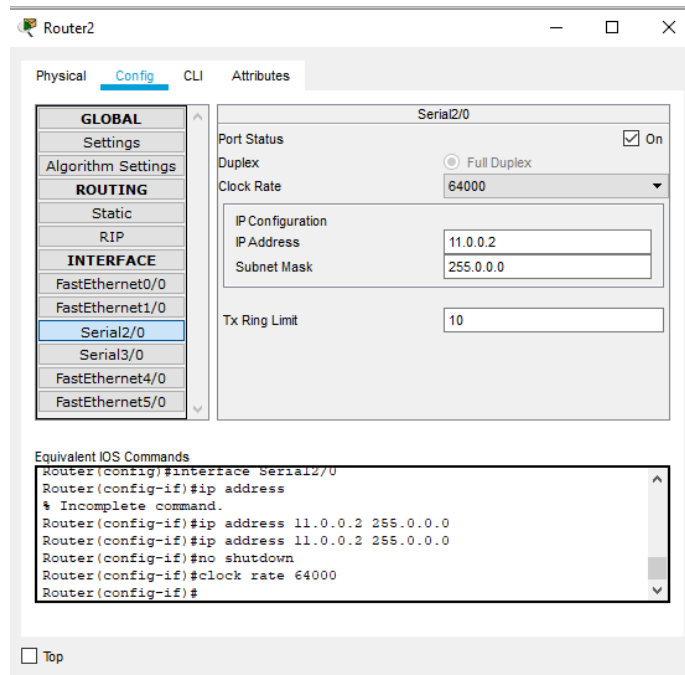 Router2
Physical Config CLI Attributes
GLOBAL
Settings
Algorithm Settings
ROUTING
Static
RIP
INTERFACE
FastEthernet0/0
FastEthernet1/0
Serial2/0
Serial3/0
FastEthernet4/0
FastEthernet5/0
Serial2/0
Port Status On
Duplex Full Duplex
Clock Rate 64000
IP Configuration
IP Address 11.0.0.2
Subnet Mask 255.0.0.0
Tx Ring Limit 10
Equivalent IOS Commands
Router(config)#interface Serial2/0
Router(config-if)#ip address
% Incomplete command.
Router(config-if)#ip address 11.0.0.2 255.0.0.0
Router(config-if)#ip address 11.0.0.2 255.0.0.0
Router(config-if)#no shutdown
Router(config-if)#clock rate 64000
Router(config-if)#
Top